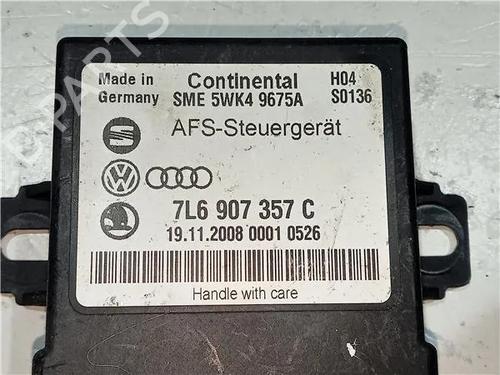 Made in Continental H04
Germany SME 5WK4 9675A S0136
AFS-Steuergerät
7L6 907 357 C
19.11.2008 0001 0526
Handle with care
PARTS